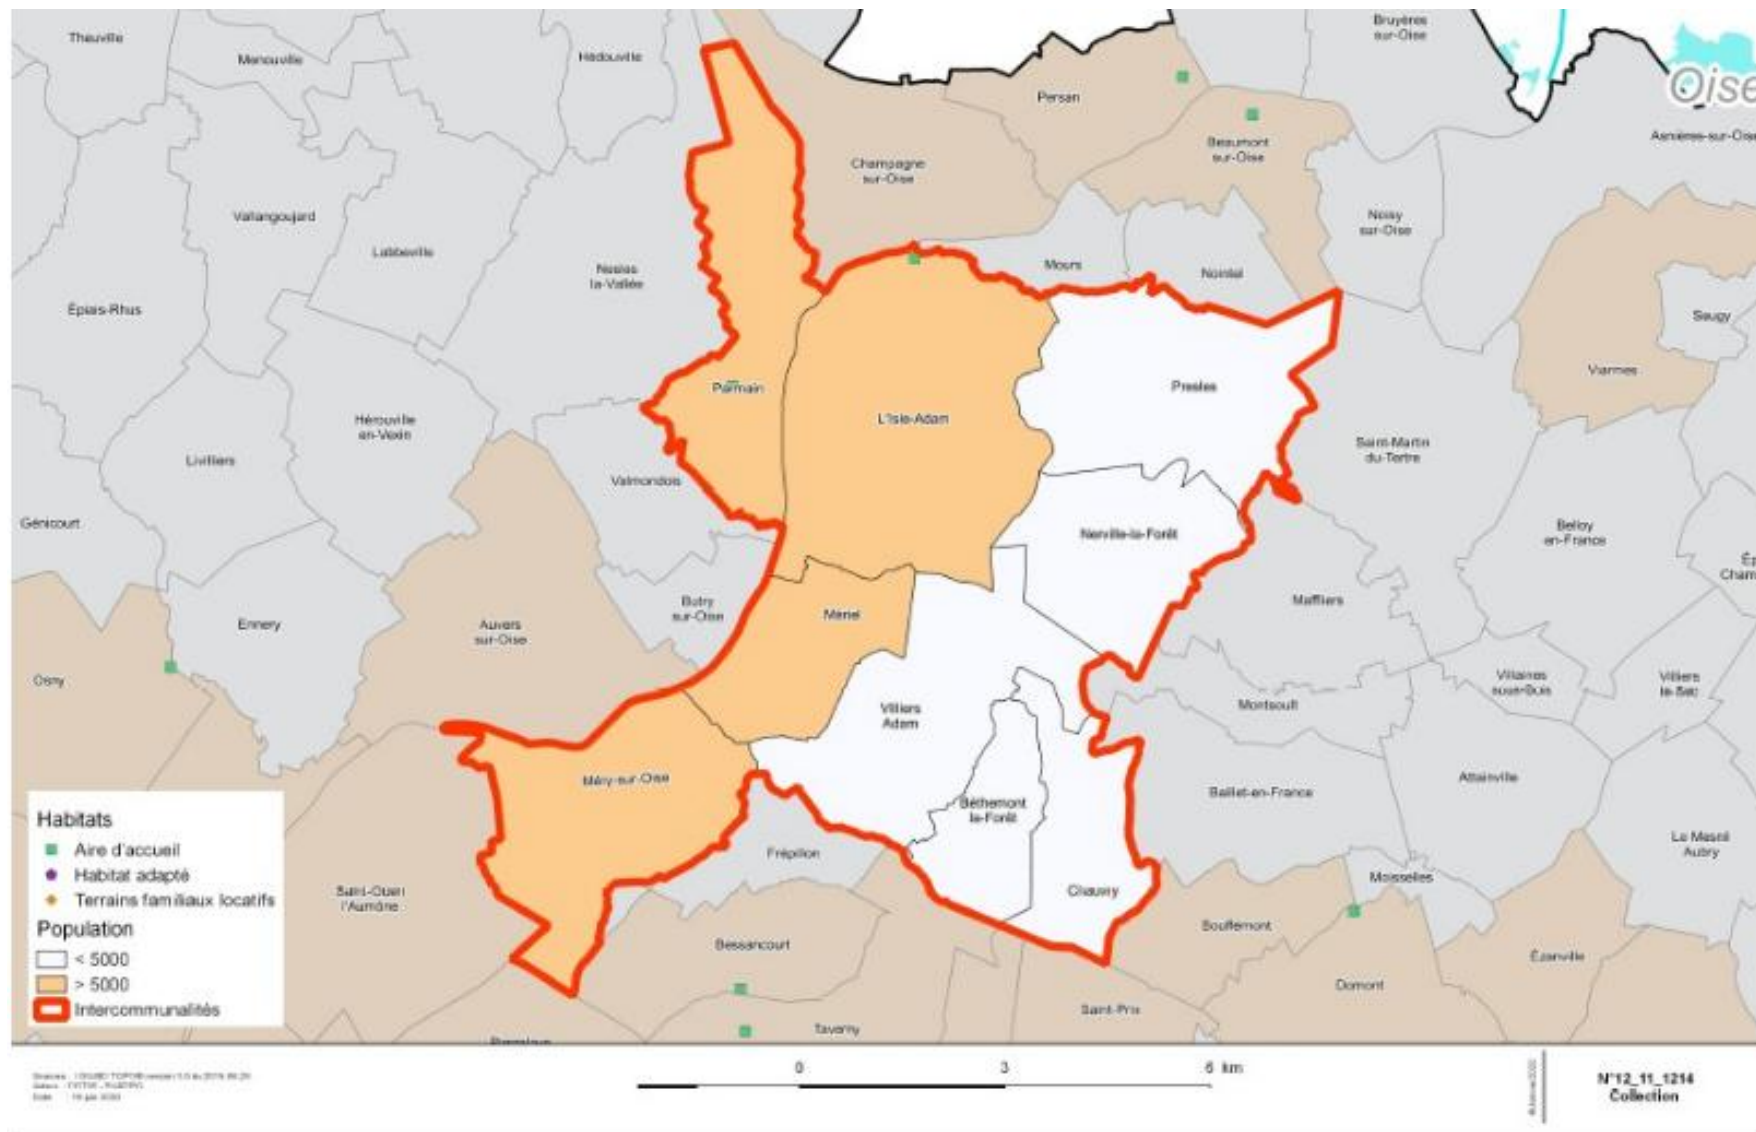 Theuville
Menouville
Hédouville
Bruyères
sur-Oise
Oise
Persan
Beaumont
sur-Oise
Asnières-sur-Oise
Champagne
sur-Oise
Vallangoujard
Labbeville
Nesles
la-Vallée
Mours
Nointel
Noisy
sur-Oise
Épiais-Rhus
Seugy
Viarmes
Parmain
L'Isle-Adam
Presles
Hérouville
en-Vexin
Livilliers
Valmondois
Saint-Martin
du-Tertre
Génicourt
Nerville-la-Forêt
Belloy
en-France
Ép
Cham
Ennery
Auvers
sur-Oise
Butry
sur-Oise
Mériel
Maffliers
Osny
Villiers
Adam
Montsoult
Villaines
sous-Bois
Villiers
le-Sec
Méry-sur-Oise
Béthemont
la-Forêt
Baillet-en-France
Attainville
Le Mesnil
Aubry
Frépillon
Saint-Ouen
l'Aumône
Chauvry
Moisselles
Bessancourt
Bouffémont
Ézanville
Domont
Taverny
Saint-Prix
Habitats
Aire d'accueil
Habitat adapté
Terrains familiaux locatifs
Population
< 5000
> 5000
Intercommunalités
0 3 6 km
N°12_11_1214
Collection